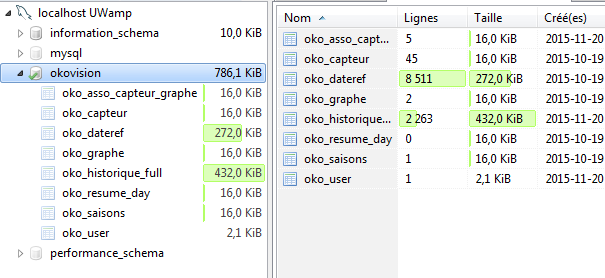 localhost UWamp
information_schema 10,0 KiB
mysql
okovision 786,1 KiB
oko_asso_capteur_graphe 16,0 KiB
oko_capteur 16,0 KiB
oko_dateref 272,0 KiB
oko_graphe 16,0 KiB
oko_historique_full 432,0 KiB
oko_resume_day 16,0 KiB
oko_saisons 16,0 KiB
oko_user 2,1 KiB
performance_schema
Nom Lignes Taille Créé(es)
oko_asso_capt... 5 16,0 KiB 2015-11-20
oko_capteur 45 16,0 KiB 2015-10-19
oko_dateref 8 511 272,0 KiB 2015-10-19
oko_graphe 2 16,0 KiB 2015-10-19
oko_historique... 2 263 432,0 KiB 2015-11-20
oko_resume_day 0 16,0 KiB 2015-10-19
oko_saisons 1 16,0 KiB 2015-10-19
oko_user 1 2,1 KiB 2015-11-20